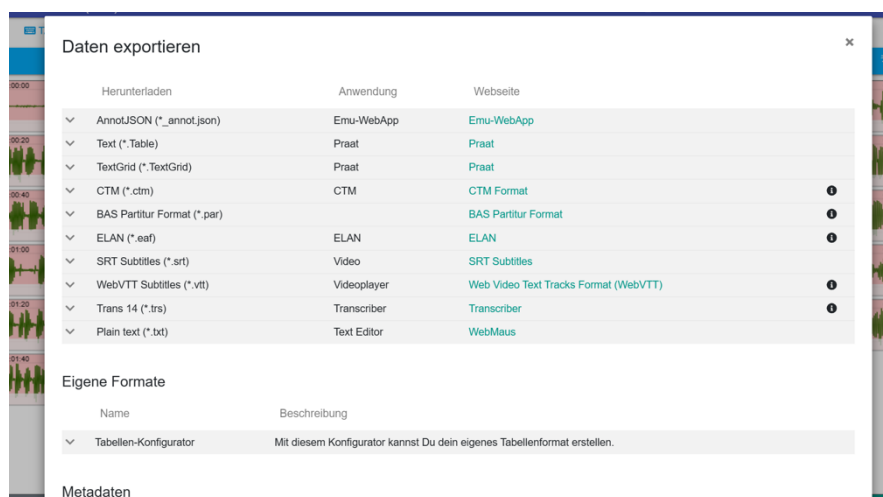 T
Daten exportieren
×
Herunterladen Anwendung Webseite
00:00
AnnotJSON (*_annot.json) Emu-WebApp Emu-WebApp
00:20
Text (*.Table) Praat Praat
TextGrid (*.TextGrid) Praat Praat
00:40
CTM (*.ctm) CTM CTM Format
BAS Partitur Format (*.par) BAS Partitur Format
ELAN (*.eaf) ELAN ELAN
01:00
SRT Subtitles (*.srt) Video SRT Subtitles
WebVTT Subtitles (*.vtt) Videoplayer Web Video Text Tracks Format (WebVTT)
01:20
Trans 14 (*.trs) Transcriber Transcriber
Plain text (*.txt) Text Editor WebMaus
01:40
Eigene Formate
Name Beschreibung
Tabellen-Konfigurator Mit diesem Konfigurator kannst Du dein eigenes Tabellenformat erstellen.
Metadaten